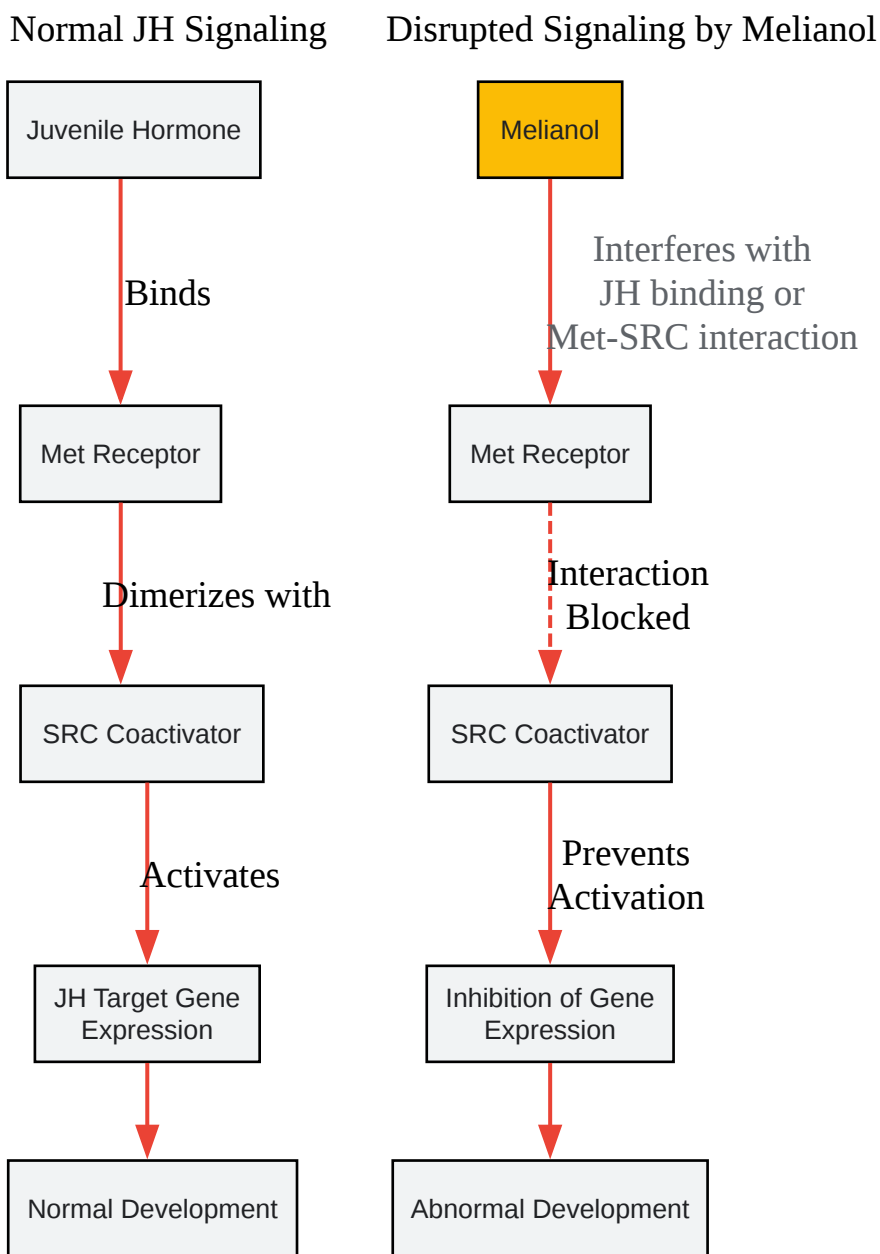 Normal JH Signaling
Juvenile Hormone
Binds
Met Receptor
Dimerizes with
SRC Coactivator
Activates
JH Target Gene
Expression
Normal Development
Disrupted Signaling by Melianol
Melianol
Interferes with
JH binding or
Met-SRC interaction
Met Receptor
Interaction
Blocked
SRC Coactivator
Prevents
Activation
Inhibition of Gene
Expression
Abnormal Development